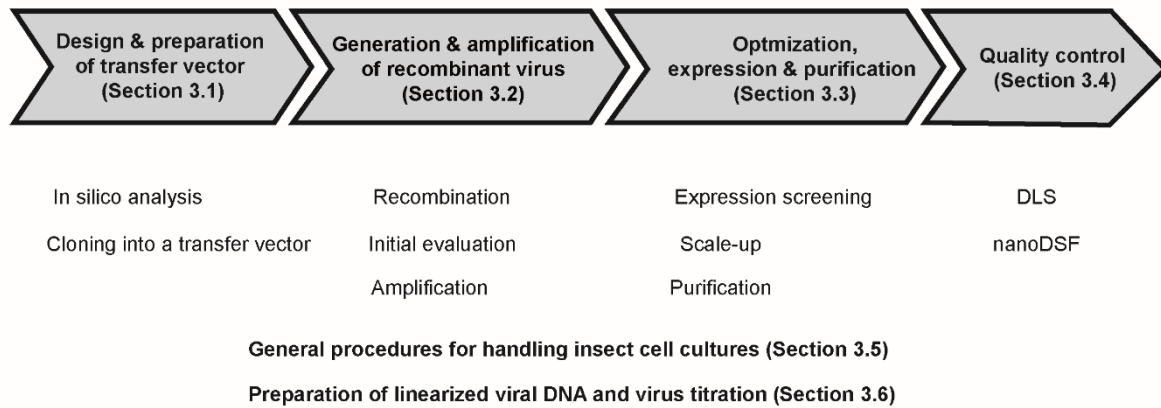 Design & preparation
of transfer vector
(Section 3.1)
Generation & amplification
of recombinant virus
(Section 3.2)
Optmization,
expression & purification
(Section 3.3)
Quality control
(Section 3.4)
In silico analysis
Cloning into a transfer vector
Recombination
Initial evaluation
Amplification
Expression screening
Scale-up
Purification
DLS
nanoDSF
General procedures for handling insect cell cultures (Section 3.5)
Preparation of linearized viral DNA and virus titration (Section 3.6)